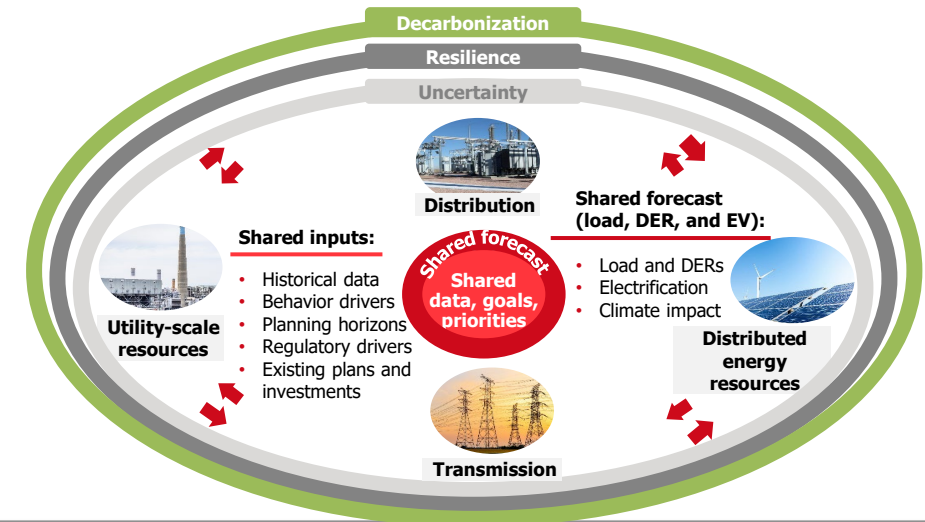 Decarbonization
Resilience
Uncertainty
Distribution
Shared forecast
(load, DER, and EV):
• Load and DERs
• Electrification
• Climate impact
Shared inputs:
• Historical data
• Behavior drivers
• Planning horizons
• Regulatory drivers
• Existing plans and
investments
Shared forecast
Shared
data, goals,
priorities
Utility-scale
resources
Distributed
energy
resources
Transmission